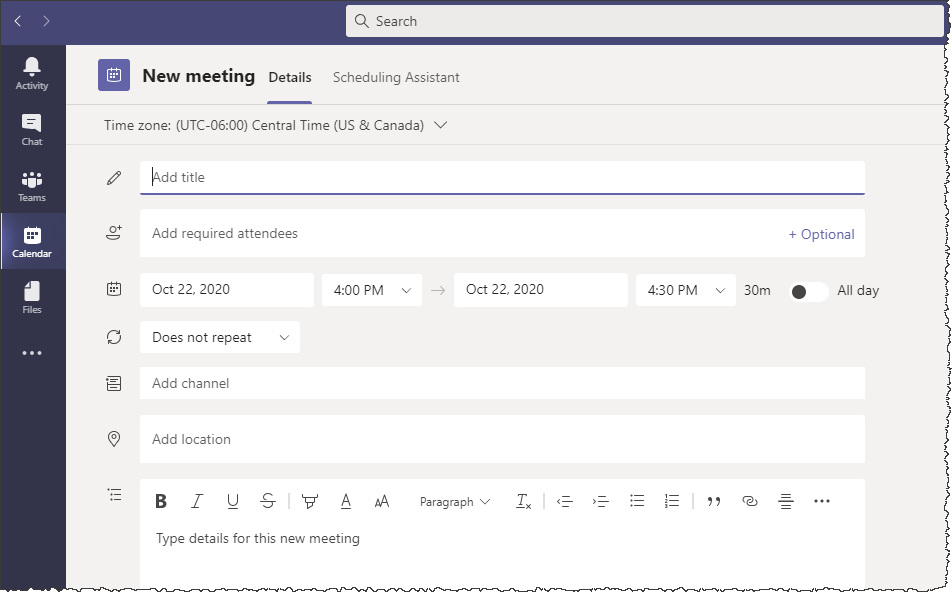 Search
Activity
Chat
Teams
Calendar
Files
New meeting Details Scheduling Assistant
Time zone: (UTC-06:00) Central Time (US & Canada)
Add title
Add required attendees + Optional
Oct 22, 2020 4:00 PM Oct 22, 2020 4:30 PM 30m All day
Does not repeat
Add channel
Add location
B I U S A AA Paragraph Tx
Type details for this new meeting